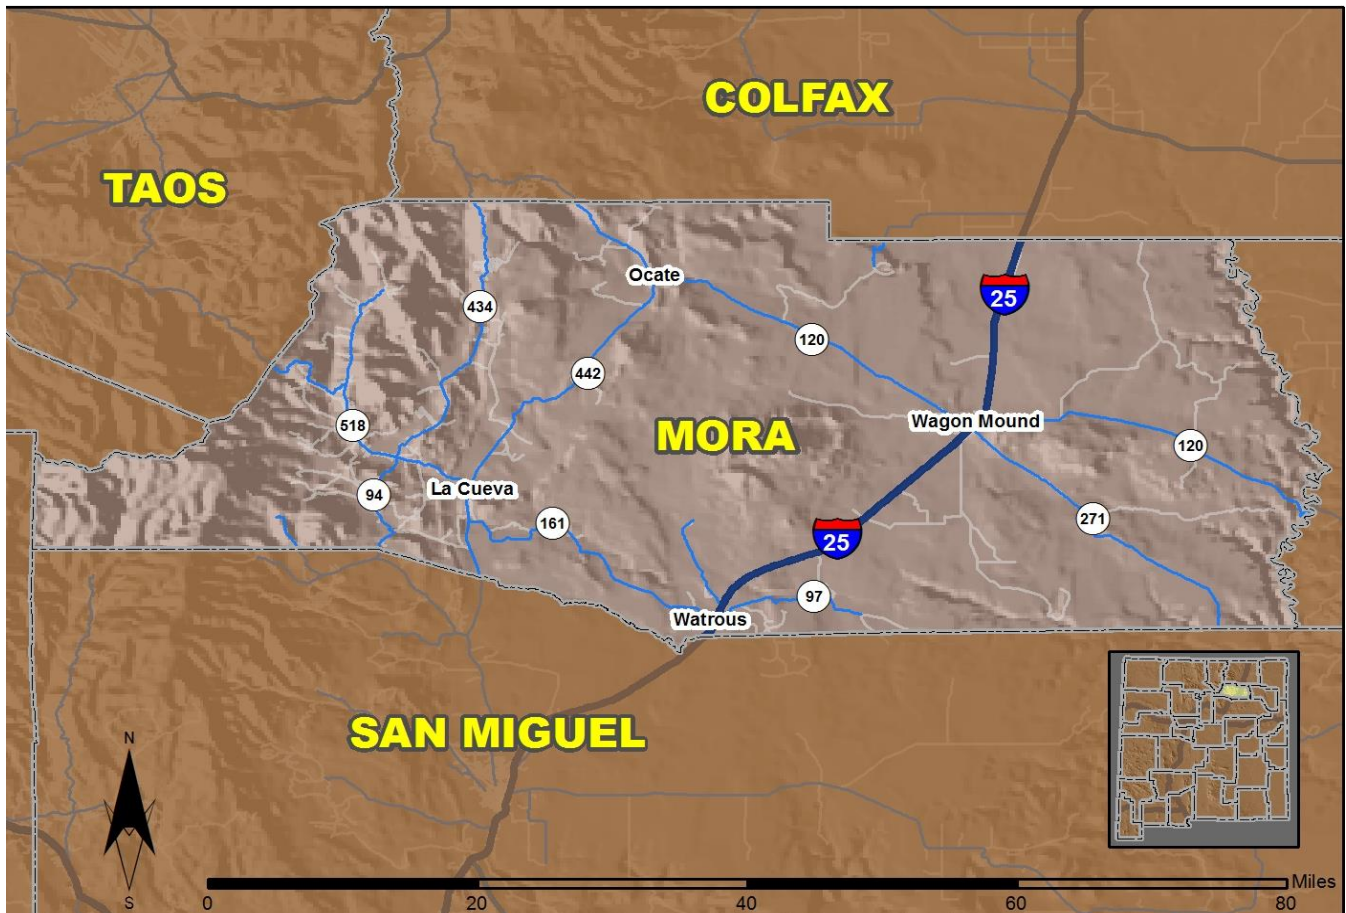 COLFAX
TAOS
Ocate
434
25
120
442
MORA
Wagon Mound
518
120
La Cueva
94
161
271
25
97
Watrous
SAN MIGUEL
N
S
Miles
0
20
40
60
80